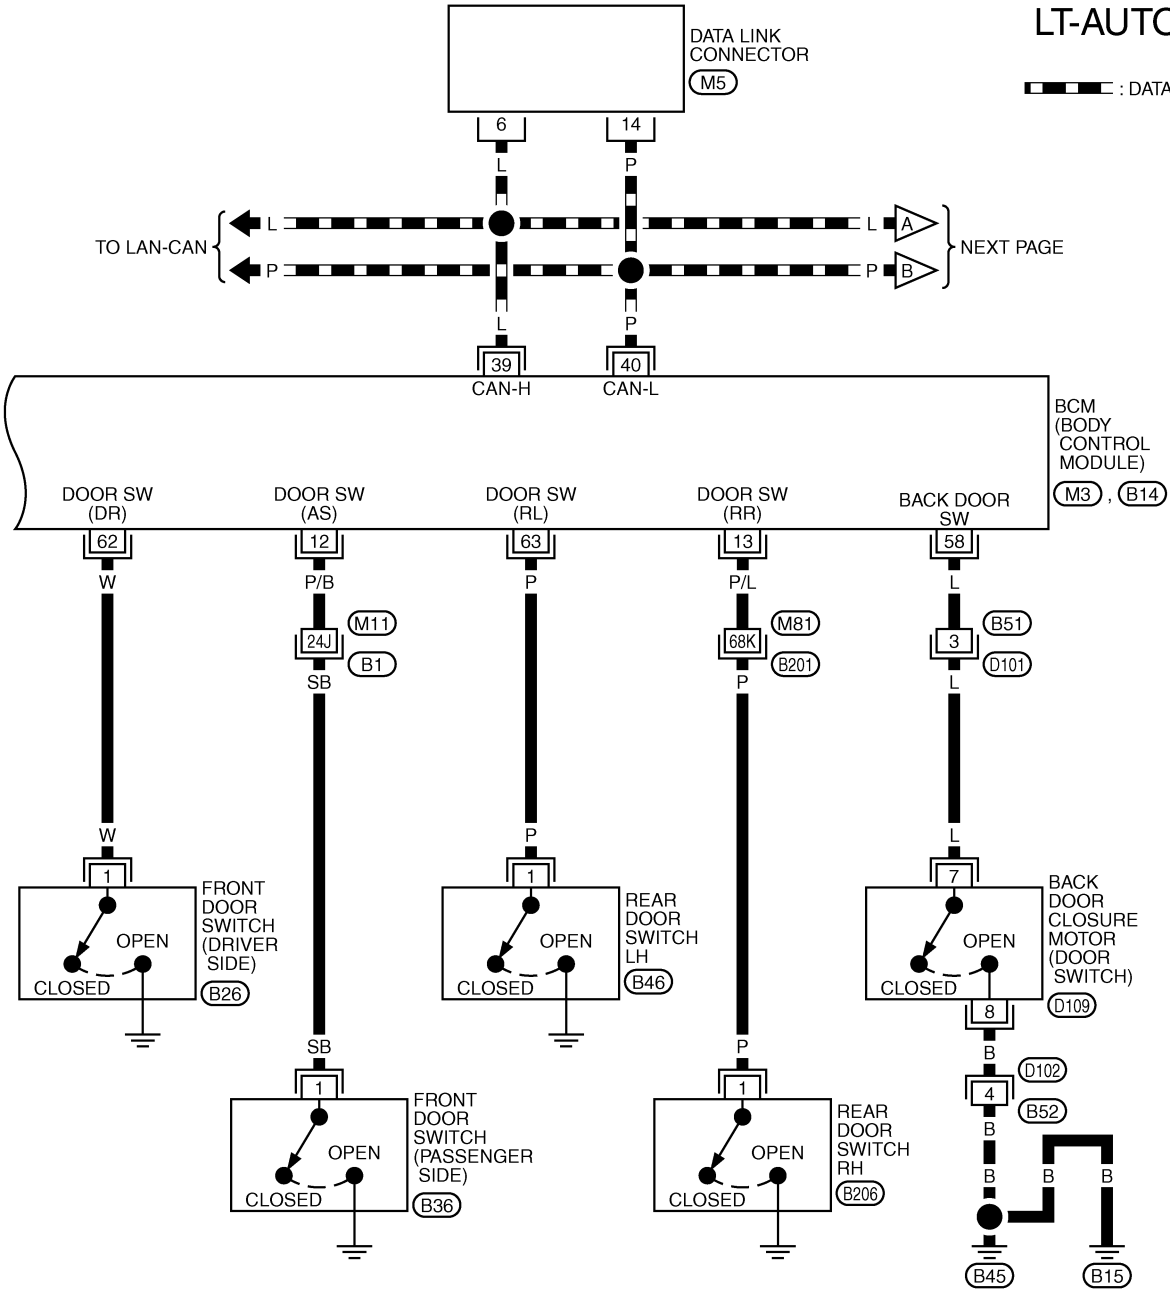 LT-AUTO
DATA LINK
CONNECTOR
M5
: DATA
6
14
L
P
TO LAN-CAN
L
L
A
P
P
B
NEXT PAGE
L
P
39
40
CAN-H
CAN-L
BCM
(BODY
CONTROL
MODULE)
M3 , B14
DOOR SW
(DR)
DOOR SW
(AS)
DOOR SW
(RL)
DOOR SW
(RR)
BACK DOOR
SW
62
12
63
13
58
W
P/B
P
P/L
L
M11
24J
B1
SB
M81
68K
B201
P
B51
3
D101
L
W
P
L
1
FRONT
DOOR
SWITCH
(DRIVER
SIDE)
B26
OPEN
CLOSED
1
REAR
DOOR
SWITCH
LH
B46
OPEN
CLOSED
7
BACK
DOOR
CLOSURE
MOTOR
(DOOR
SWITCH)
D109
OPEN
CLOSED
8
B
D102
4
B52
B
SB
P
1
FRONT
DOOR
SWITCH
(PASSENGER
SIDE)
B36
OPEN
CLOSED
1
REAR
DOOR
SWITCH
RH
B206
OPEN
CLOSED
B
B
B
B45
B15